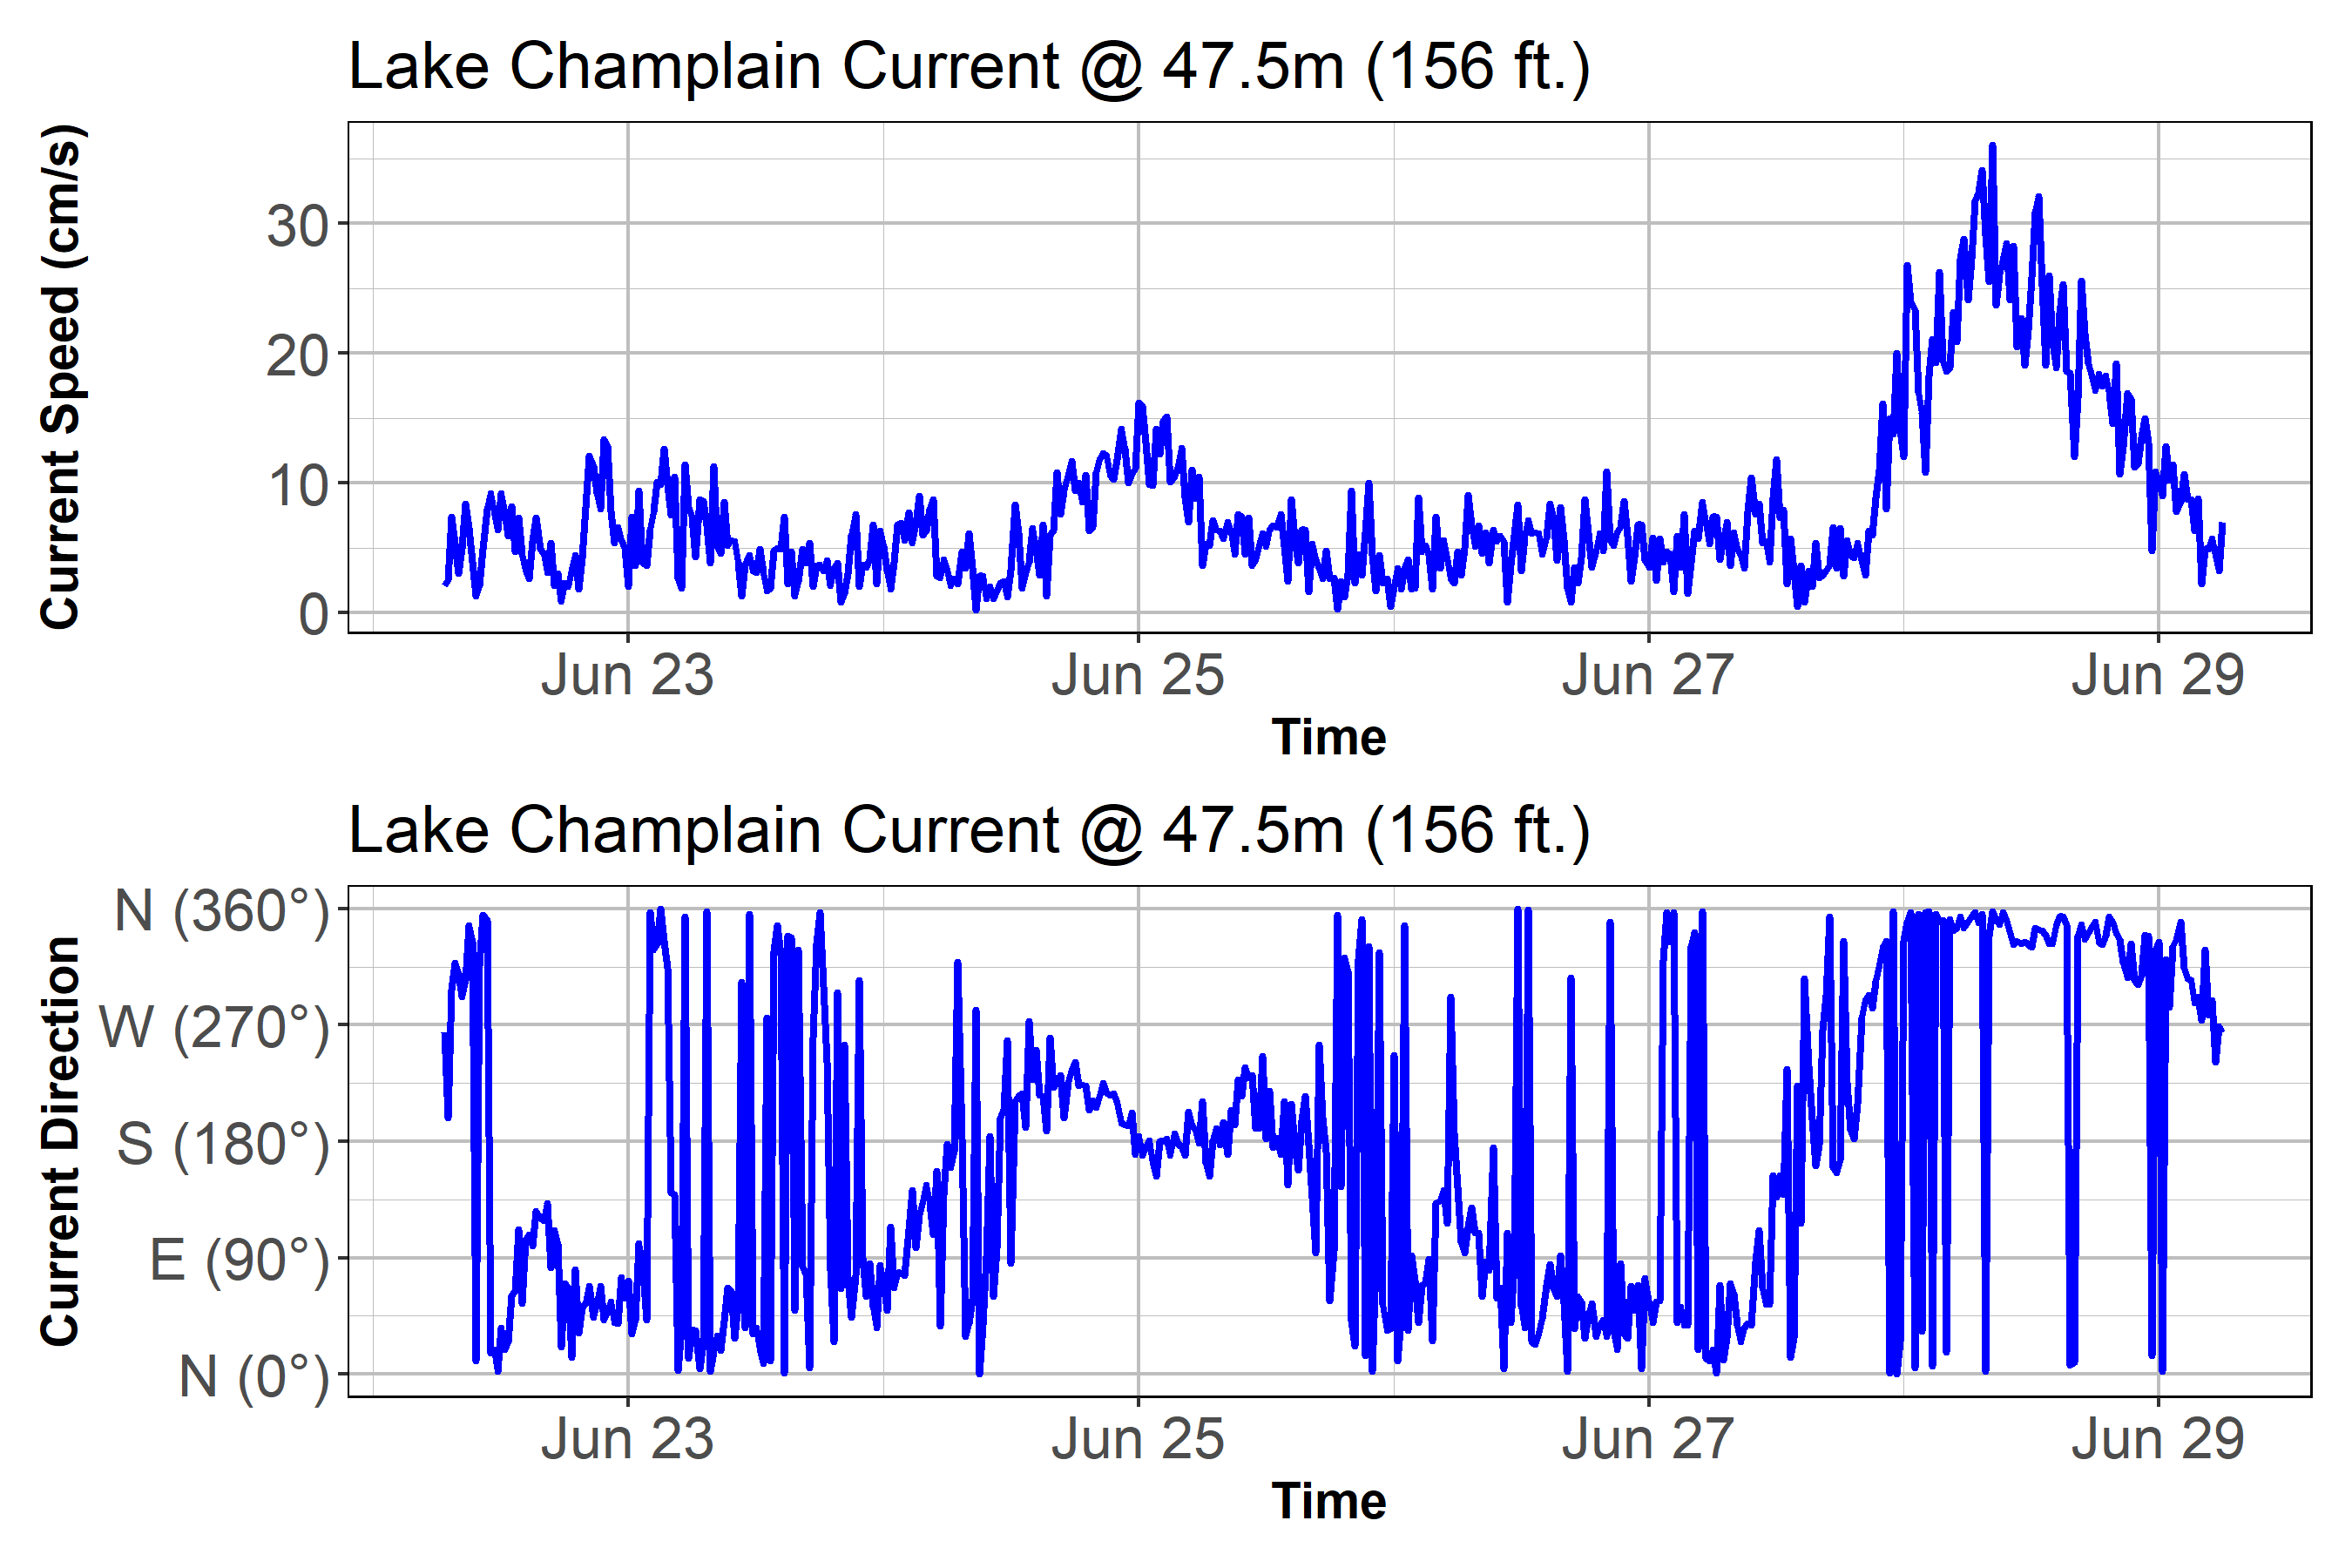 Lake Champlain Current @ 47.5m (156 ft.)
Current Speed (cm/s)
30
20
10
0
Jun 23 Jun 25 Jun 27 Jun 29
Time
Lake Champlain Current @ 47.5m (156 ft.)
Current Direction
N (360°)
W (270°)
S (180°)
E (90°)
N (0°)
Jun 23 Jun 25 Jun 27 Jun 29
Time